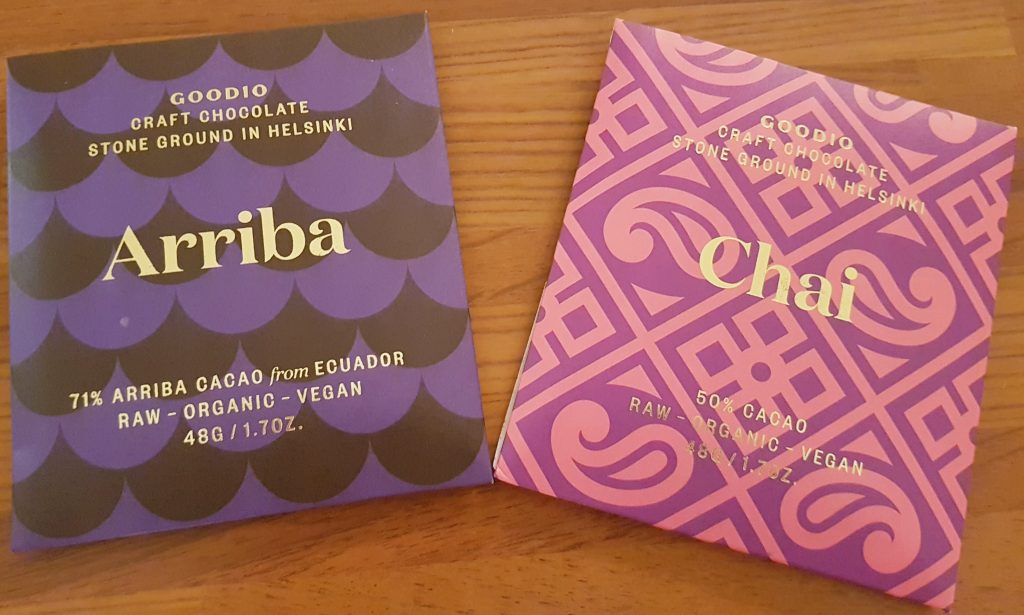 GOODIO
CRAFT CHOCOLATE
STONE GROUND IN HELSINKI
Arriba
71% ARRIBA CACAO from ECUADOR
RAW – ORGANIC – VEGAN
48G / 1.7OZ.
GOODIO
CRAFT CHOCOLATE
STONE GROUND IN HELSINKI
Chai
50% CACAO
RAW – ORGANIC – VEGAN
48G / 1.7OZ.